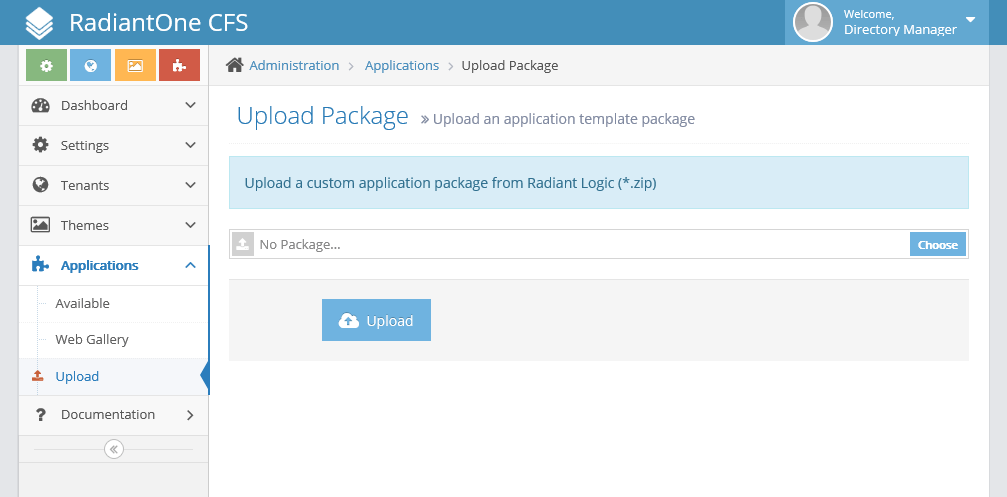 RadiantOne CFS
Welcome,
Directory Manager
Administration > Applications > Upload Package
Dashboard
Settings
Tenants
Themes
Applications
Available
Web Gallery
Upload
? Documentation
Upload Package » Upload an application template package
Upload a custom application package from Radiant Logic (*.zip)
No Package...
Choose
Upload